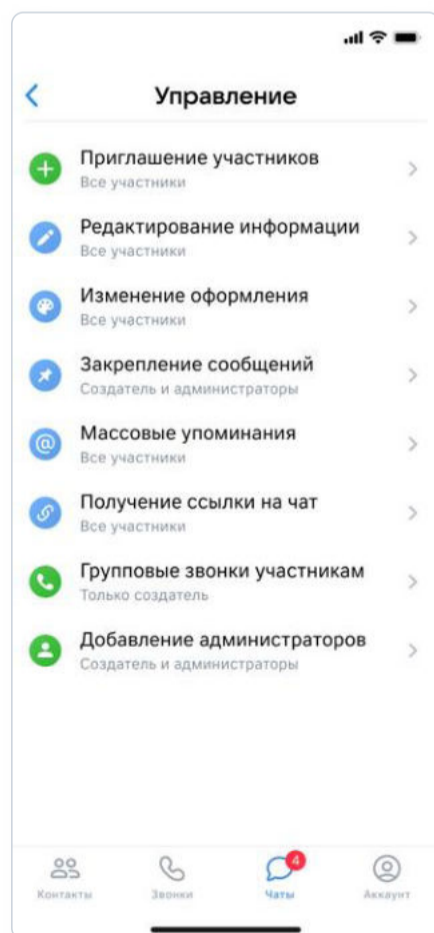 Управление
Приглашение участников
Все участники
Редактирование информации
Все участники
Изменение оформления
Все участники
Закрепление сообщений
Создатель и администраторы
@ Массовые упоминания
Все участники
Получение ссылки на чат
Все участники
Групповые звонки участникам
Только создатель
Добавление администраторов
Создатель и администраторы
4
Контакты Звонки Чаты Аккаунт